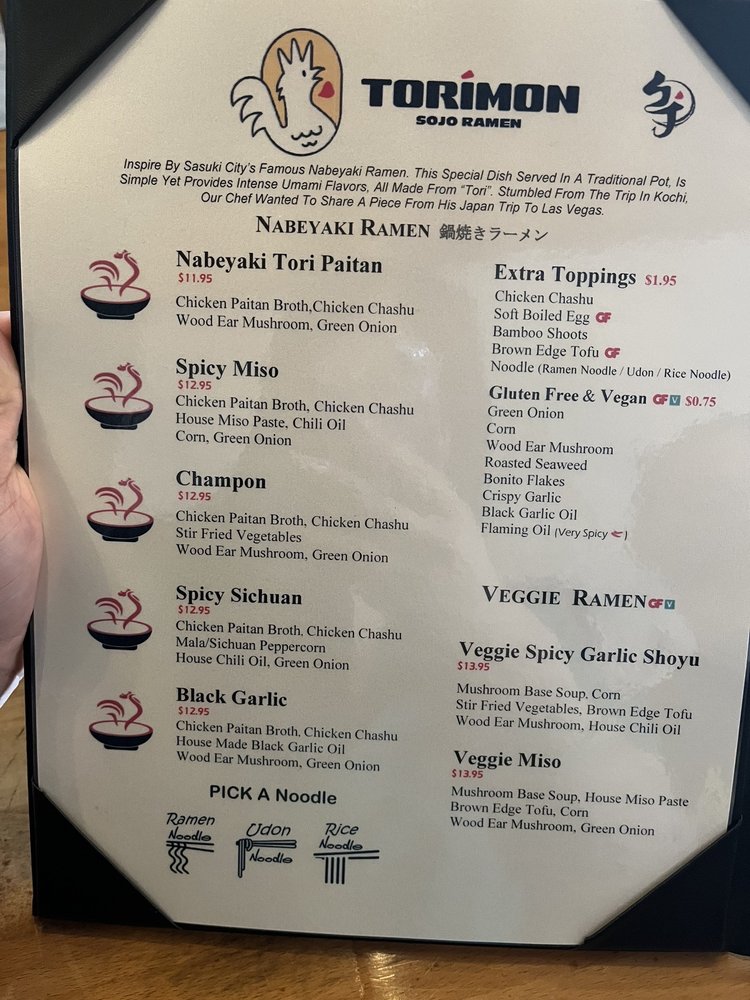 TORIMON
SOJO RAMEN
Inspire By Sasuki City's Famous Nabeyaki Ramen. This Special Dish Served In A Traditional Pot, Is
Simple Yet Provides Intense Umami Flavors, All Made From "Tori". Stumbled From The Trip In Kochi,
Our Chef Wanted To Share A Piece From His Japan Trip To Las Vegas.
NABEYAKI RAMEN 鍋焼きラーメン
Nabeyaki Tori Paitan
$11.95
Chicken Paitan Broth,Chicken Chashu
Wood Ear Mushroom, Green Onion
Spicy Miso
$12.95
Chicken Paitan Broth, Chicken Chashu
House Miso Paste, Chili Oil
Corn, Green Onion
Champon
$12.95
Chicken Paitan Broth, Chicken Chashu
Stir Fried Vegetables
Wood Ear Mushroom, Green Onion
Spicy Sichuan
$12.95
Chicken Paitan Broth, Chicken Chashu
Mala/Sichuan Peppercorn
House Chili Oil, Green Onion
Black Garlic
$12.95
Chicken Paitan Broth, Chicken Chashu
House Made Black Garlic Oil
Wood Ear Mushroom, Green Onion
PICK A Noodle
Ramen Noodle
Udon Noodle
Rice Noodle
Extra Toppings $1.95
Chicken Chashu
Soft Boiled Egg GF
Bamboo Shoots
Brown Edge Tofu GF
Noodle (Ramen Noodle / Udon / Rice Noodle)
Gluten Free & Vegan GF V $0.75
Green Onion
Corn
Wood Ear Mushroom
Roasted Seaweed
Bonito Flakes
Crispy Garlic
Black Garlic Oil
Flaming Oil (Very Spicy)
VEGGIE RAMEN GF V
Veggie Spicy Garlic Shoyu
$13.95
Mushroom Base Soup, Corn
Stir Fried Vegetables, Brown Edge Tofu
Wood Ear Mushroom, House Chili Oil
Veggie Miso
$13.95
Mushroom Base Soup, House Miso Paste
Brown Edge Tofu, Corn
Wood Ear Mushroom, Green Onion